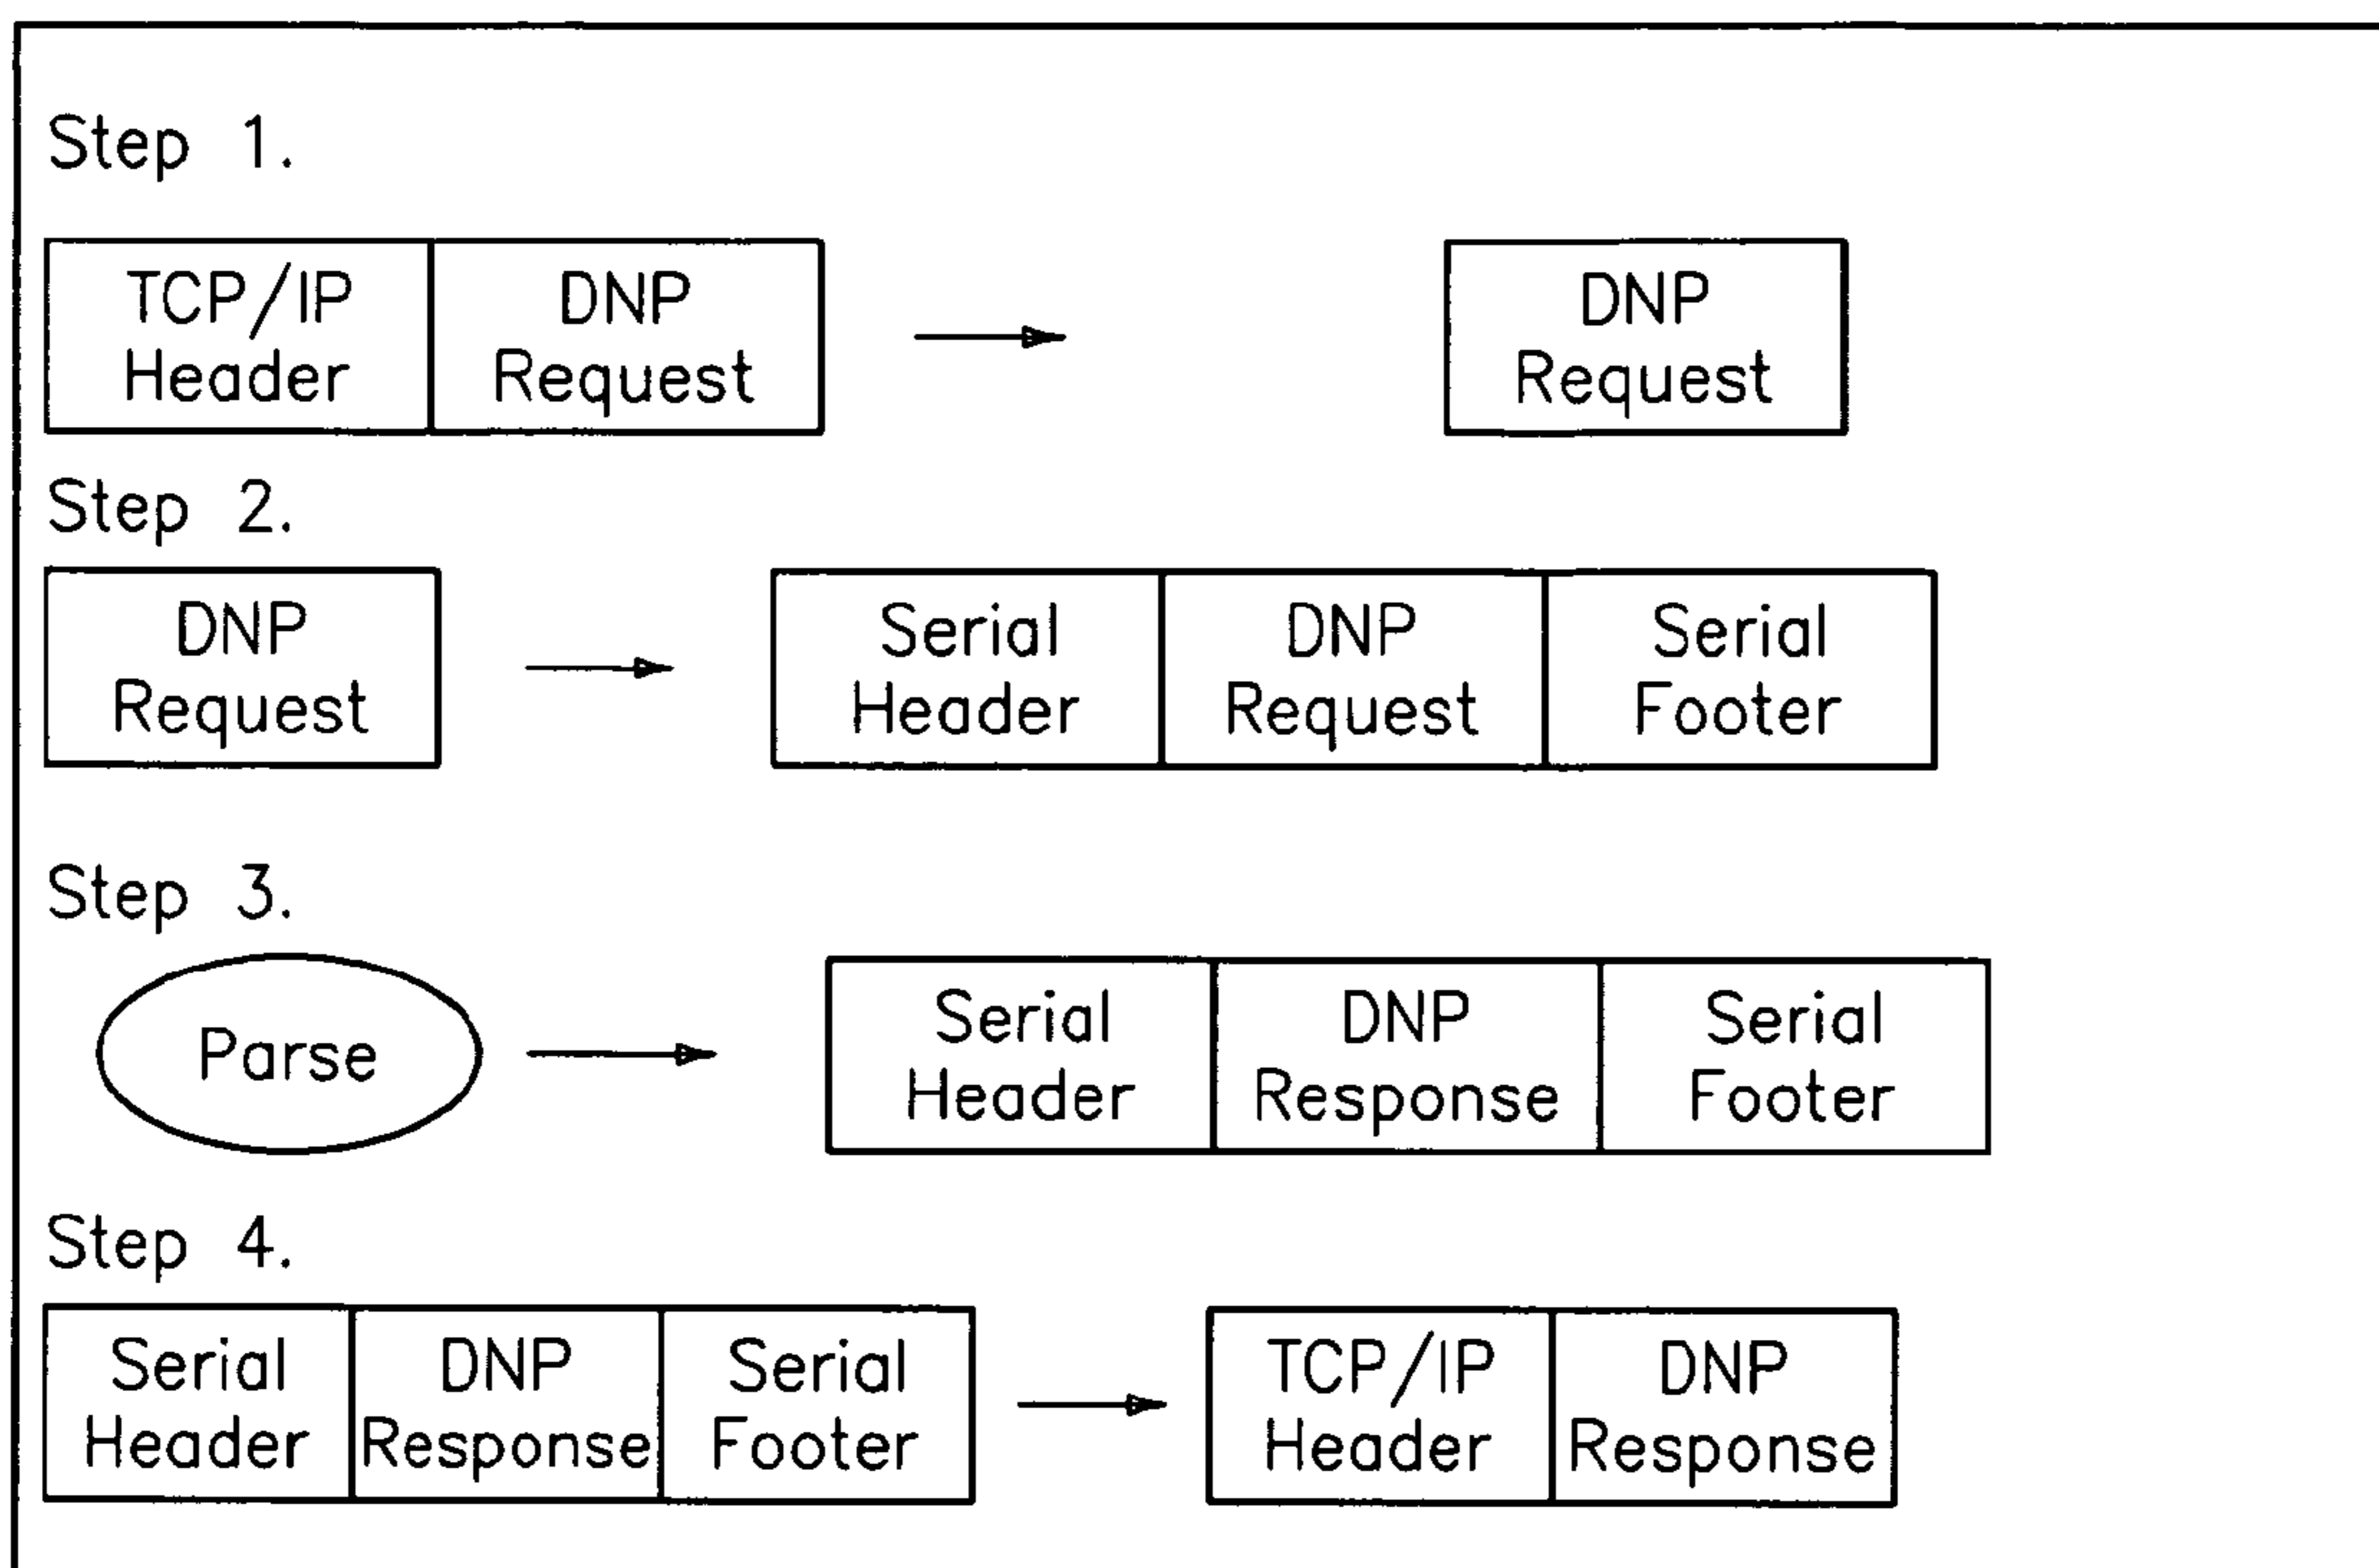 Step 1.
TCP/IP
Header
DNP
Request
DNP
Request
Step 2.
DNP
Request
Serial
Header
DNP
Request
Serial
Footer
Step 3.
Parse
Serial
Header
DNP
Response
Serial
Footer
Step 4.
Serial
Header
DNP
Response
Serial
Footer
TCP/IP
Header
DNP
Response